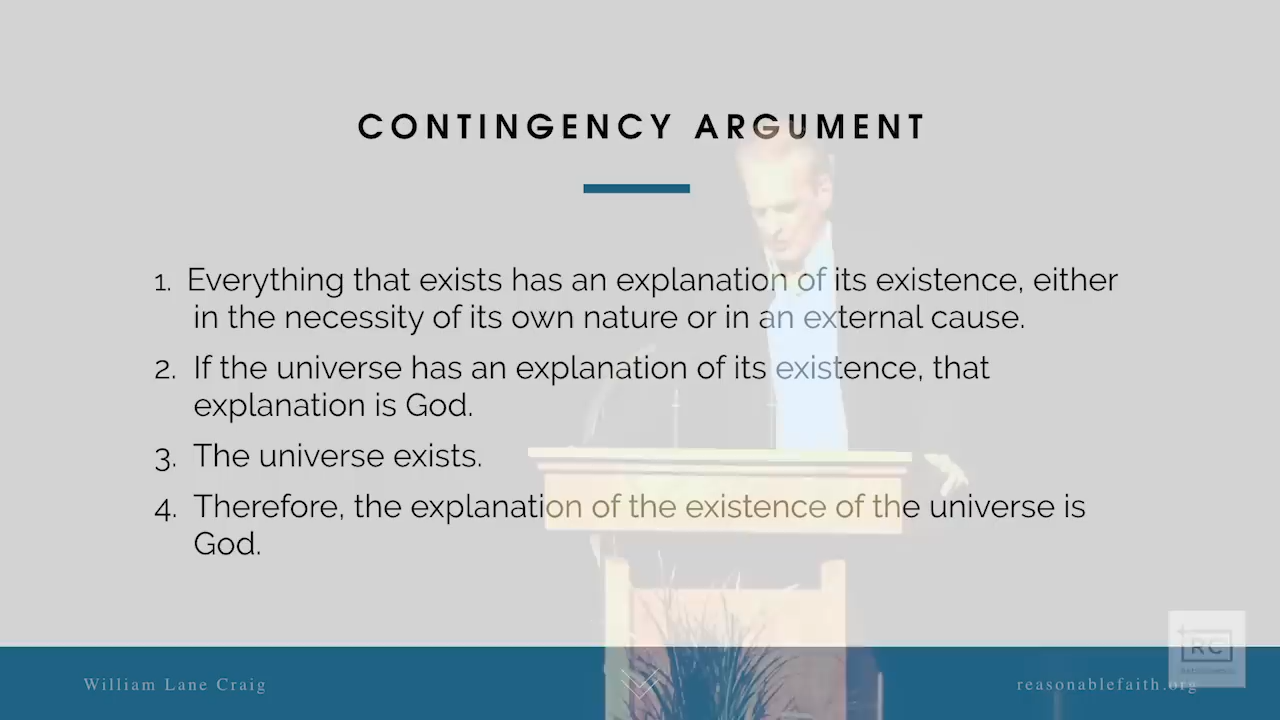 CONTINGENCY ARGUMENT
1. Everything that exists has an explanation of its existence, either
in the necessity of its own nature or in an external cause.
2. If the universe has an explanation of its existence, that
explanation is God.
3. The universe exists.
4. Therefore, the explanation of the existence of the universe is
God.
RC
William Lane Craig
reasonablefaith.org